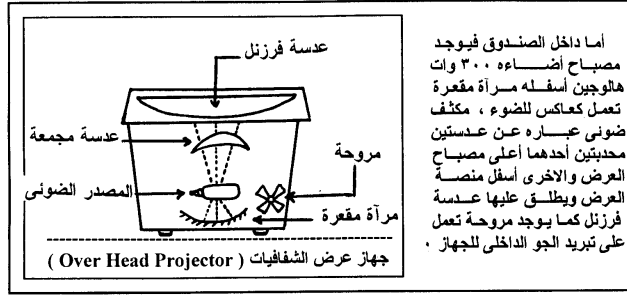 أما داخل الصندوق فيوجد
مصباح أضاءه ٣٠٠ وات
هالوجين أسفله مرآة مقعرة
تعمل كعاكس للضوء ، مكثف
ضوئى عباره عن عدستين
محدبتين أحدهما أعلى مصباح
العرض والاخرى أسفل منصة
العرض ويطلق عليها عدسة
فرزنل كما يوجد مروحة تعمل
على تبريد الجو الداخلى للجهاز .
عدسة فرنزل
عدسة مجمعة
مروحة
المصدر الضوئى
مرآة مقعرة
جهاز عرض الشفافيات ( Over Head Projector )